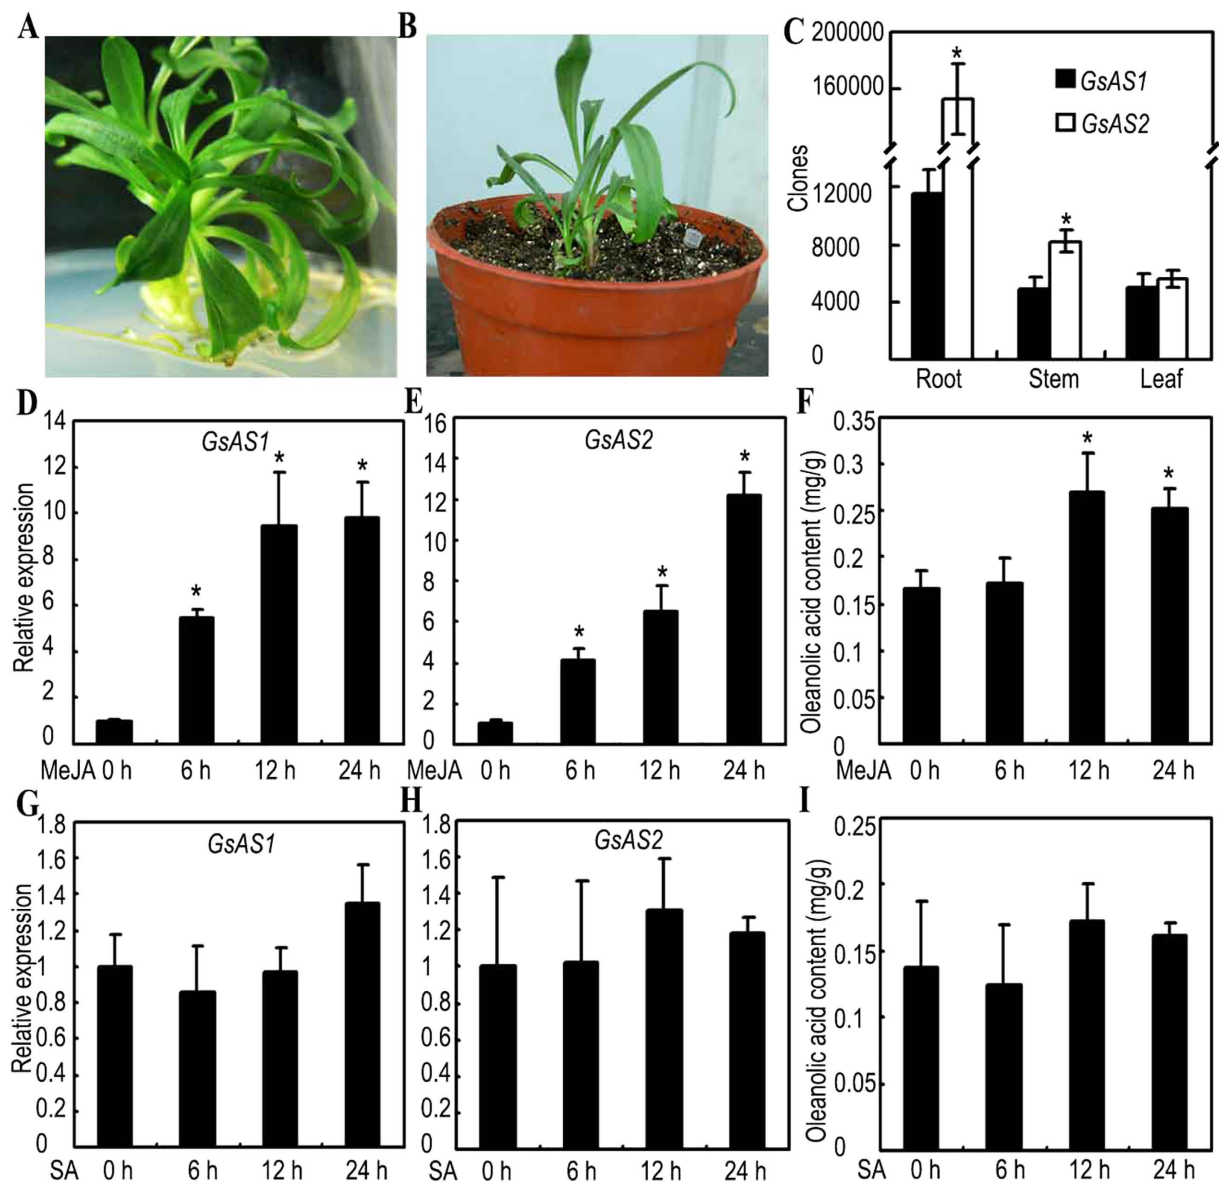 A
B
C
200000
160000
12000
8000
4000
0
Clones
*
*
GsAS1
GsAS2
Root Stem Leaf
D
14
12
10
8
6
4
2
0
Relative expression
GsAS1
*
*
*
MeJA 0 h 6 h 12 h 24 h
E
16
14
12
10
8
6
4
2
0
GsAS2
*
*
*
0 h 6 h 12 h 24 h
F
0.35
0.3
0.25
0.2
0.15
0.1
0.05
0
Oleanolic acid content (mg/g)
*
*
MeJA 0 h 6 h 12 h 24 h
G
1.8
1.6
1.4
1.2
1
0.8
0.6
0.4
0.2
0
Relative expression
GsAS1
SA 0 h 6 h 12 h 24 h
H
1.8
1.6
1.4
1.2
1
0.8
0.6
0.4
0.2
0
GsAS2
SA 0 h 6 h 12 h 24 h
I
0.25
0.2
0.15
0.1
0.05
0
Oleanolic acid content (mg/g)
SA 0 h 6 h 12 h 24 h